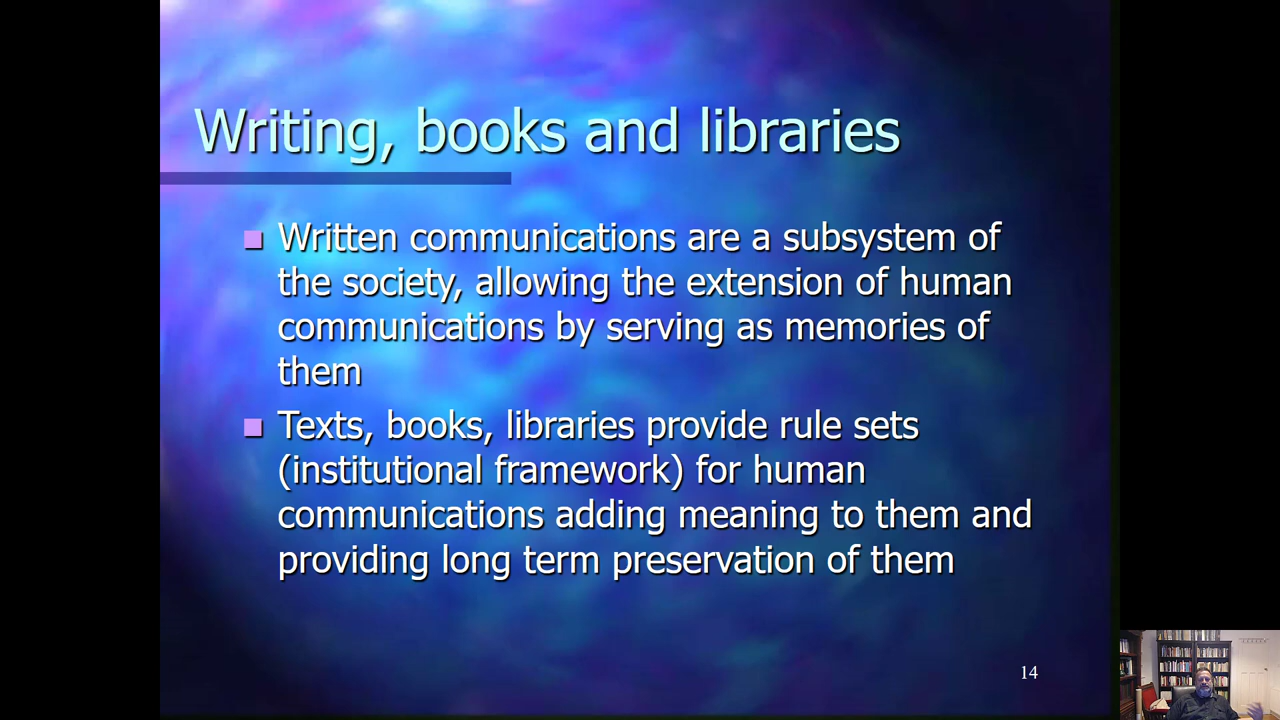 Writing, books and libraries
Written communications are a subsystem of
the society, allowing the extension of human
communications by serving as memories of
them
Texts, books, libraries provide rule sets
(institutional framework) for human
communications adding meaning to them and
providing long term preservation of them
14